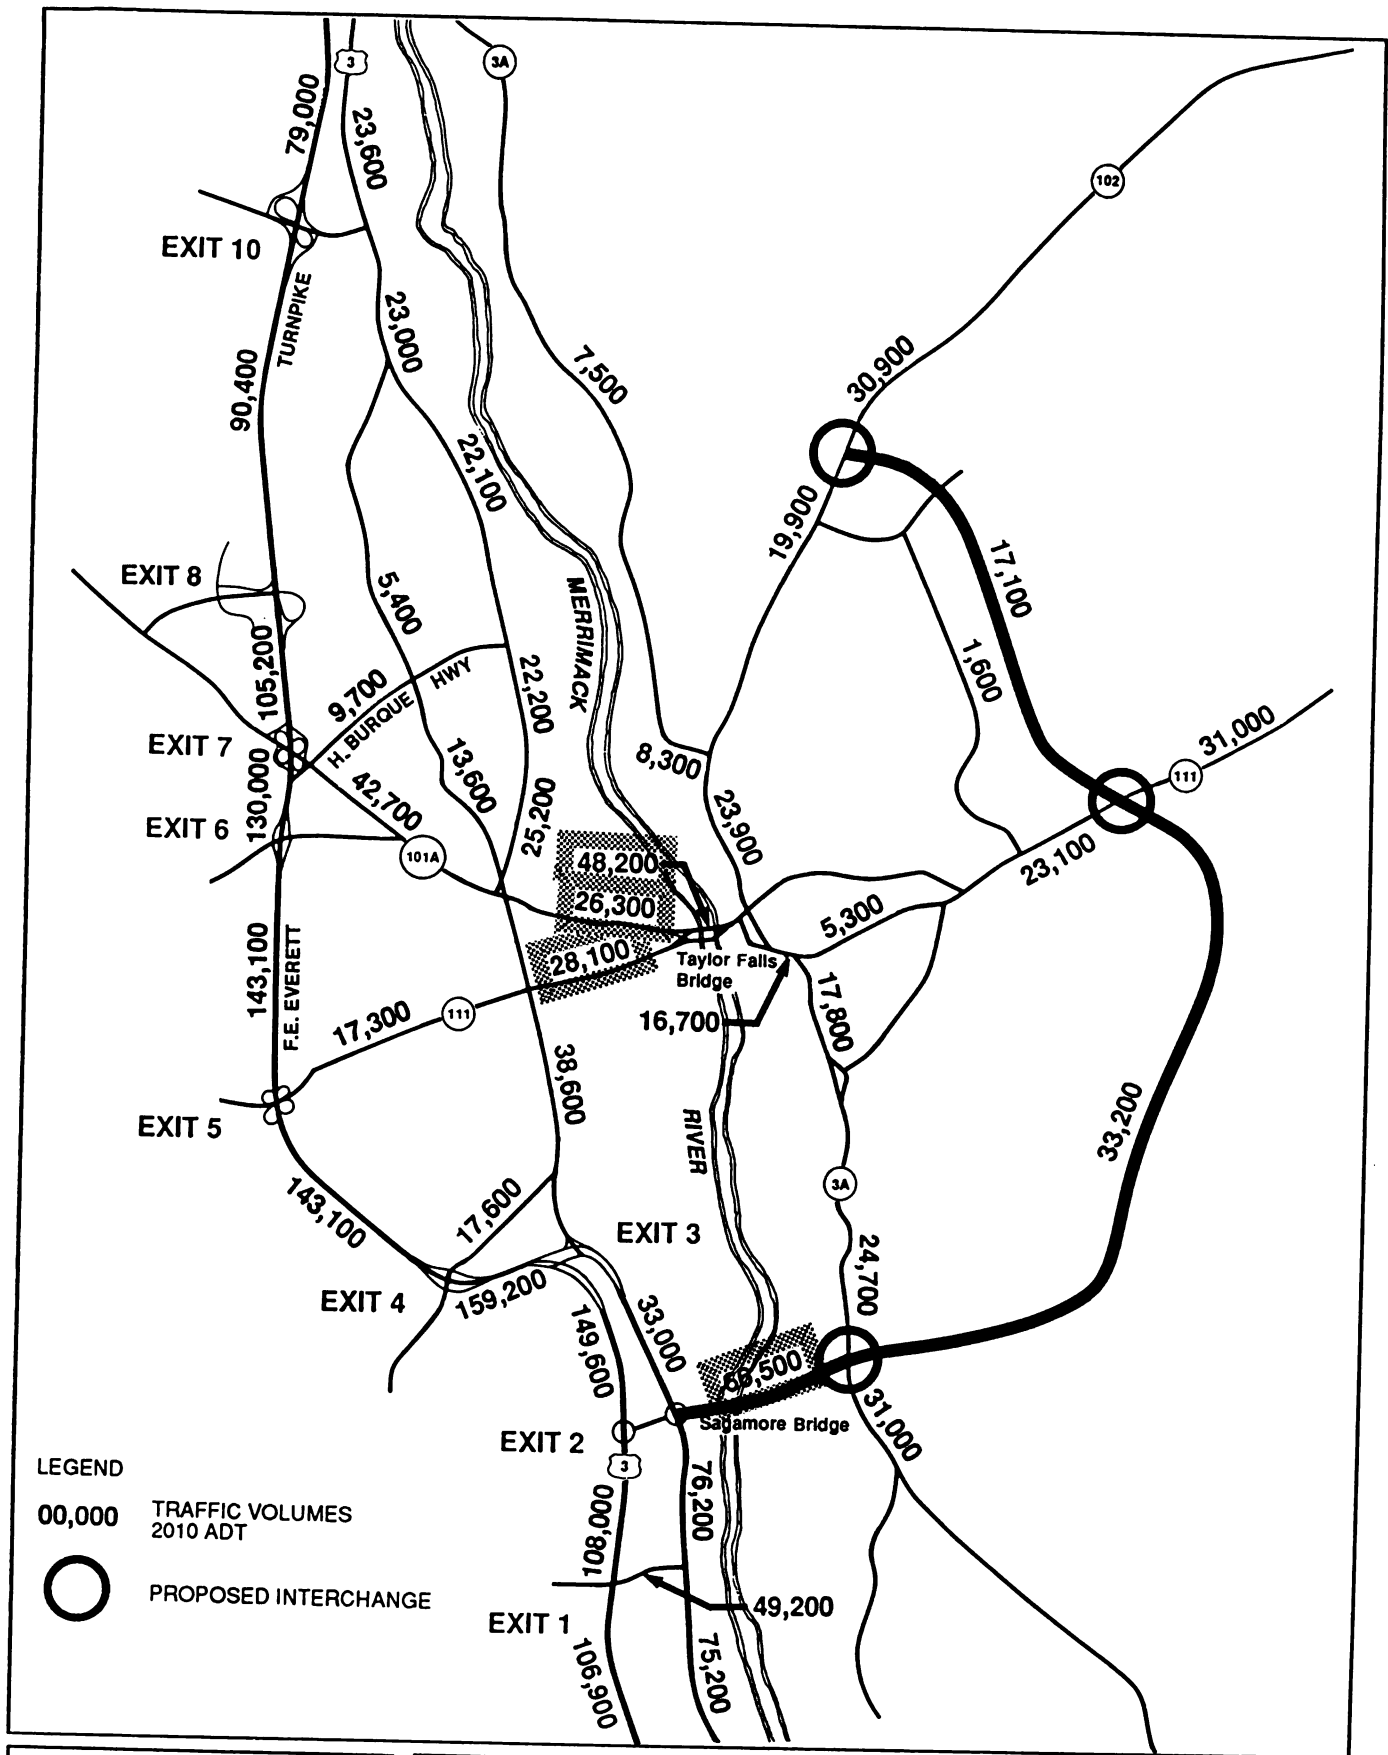 3
3A
79,000
23,600
102
EXIT 10
TURNPIKE
23,000
90,400
7,500
30,900
22,100
19,900
17,100
EXIT 8
5,400
MERRIMACK
105,200
9,700
H. BURQUE HWY
22,200
1,600
EXIT 7
8,300
31,000
111
130,000
42,700
13,600
25,200
23,900
EXIT 6
101A
48,200
23,100
26,300
5,300
28,100
Taylor Falls
Bridge
143,100
F.E. EVERETT
17,300
111
16,700
17,800
38,600
EXIT 5
RIVER
33,200
143,100
17,600
3A
EXIT 3
24,700
EXIT 4
159,200
149,600
33,000
,500
Sagamore Bridge
31,000
EXIT 2
3
76,200
108,000
LEGEND
00,000
TRAFFIC VOLUMES
2010 ADT
PROPOSED INTERCHANGE
49,200
EXIT 1
106,900
75,200